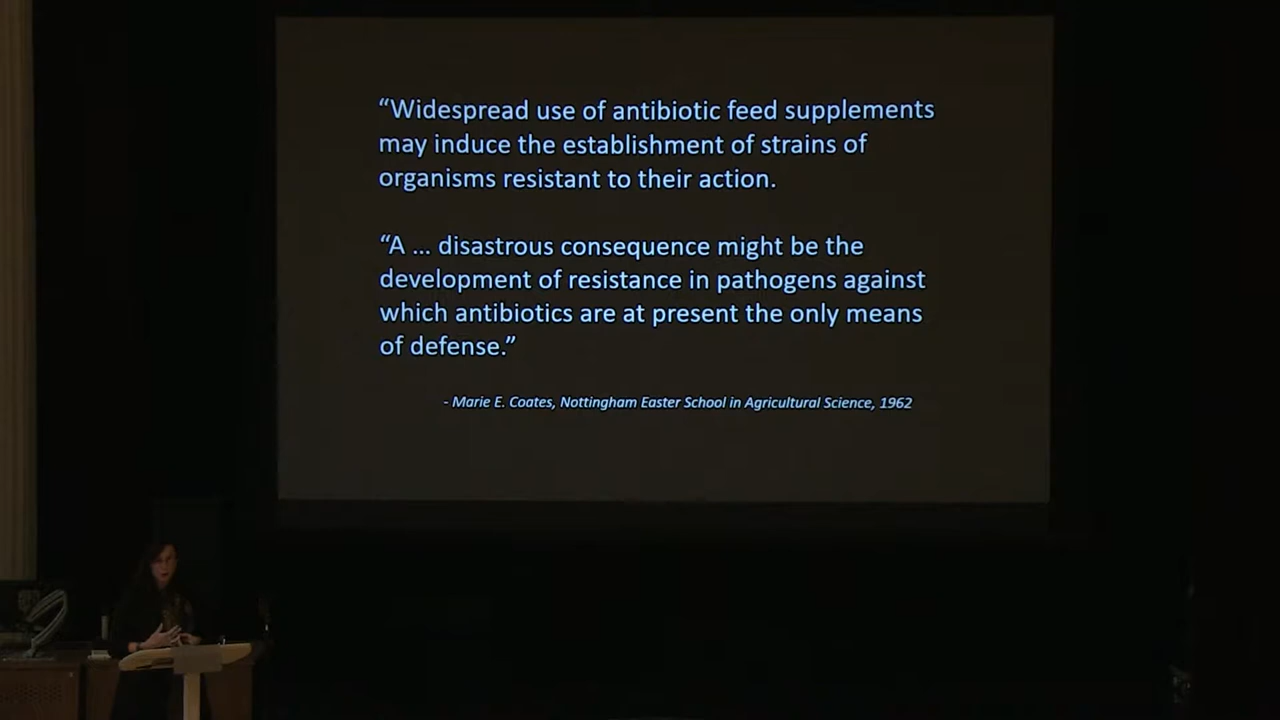 “Widespread use of antibiotic feed supplements
may induce the establishment of strains of
organisms resistant to their action.
“A ... disastrous consequence might be the
development of resistance in pathogens against
which antibiotics are at present the only means
of defense.”
- Marie E. Coates, Nottingham Easter School in Agricultural Science, 1962